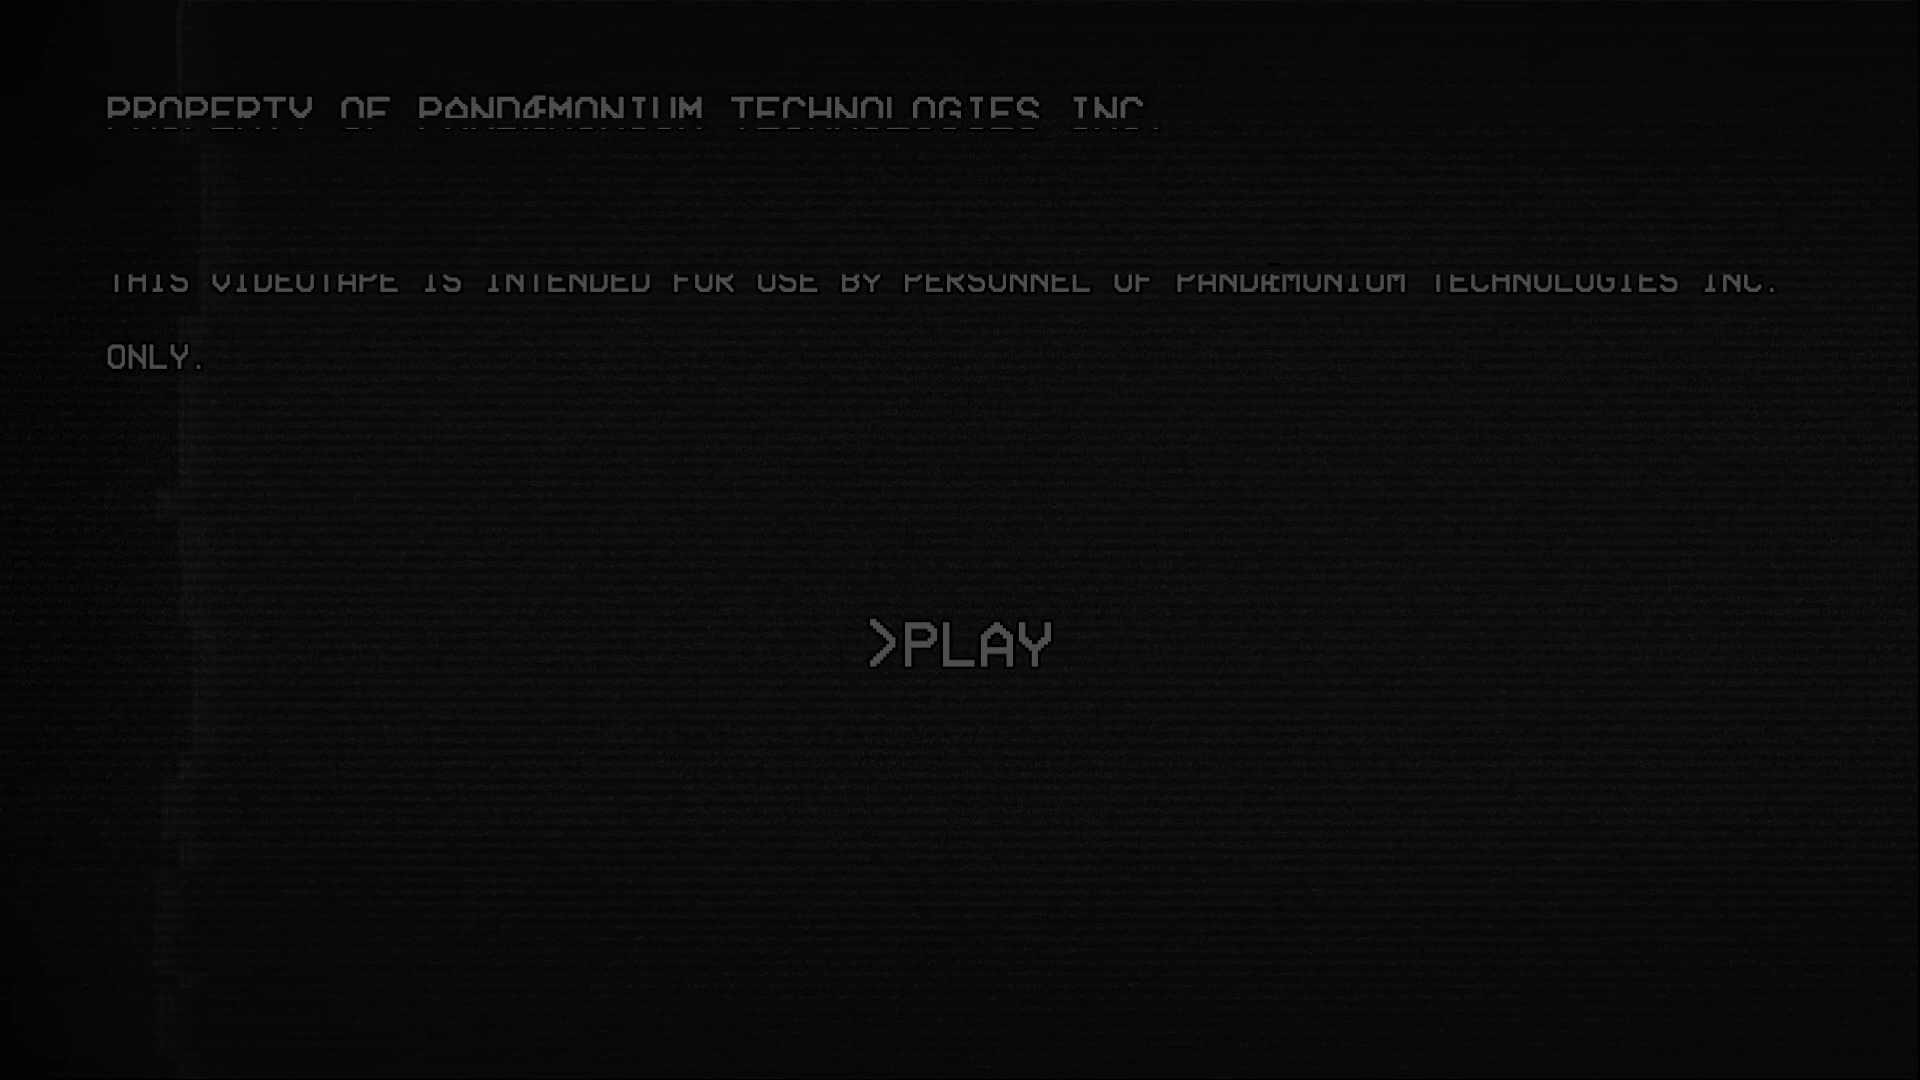 PROPERTY OF PANDÆMONIUM TECHNOLOGIES INC.
THIS VIDEOTAPE IS INTENDED FOR USE BY PERSONNEL OF PANDÆMONIUM TECHNOLOGIES INC.
ONLY.
>PLAY